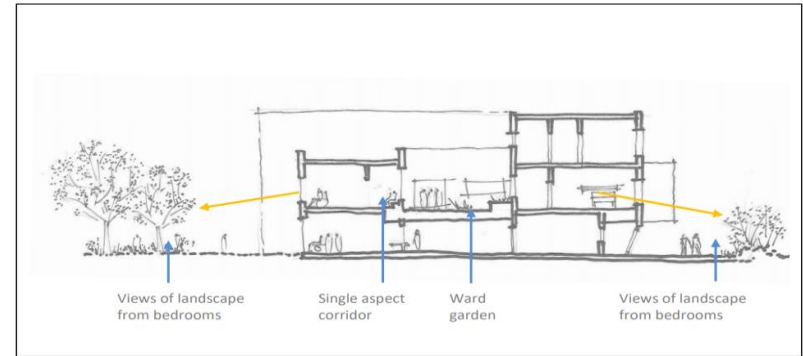 Views of landscape
from bedrooms
Single aspect
corridor
Ward
garden
Views of landscape
from bedrooms